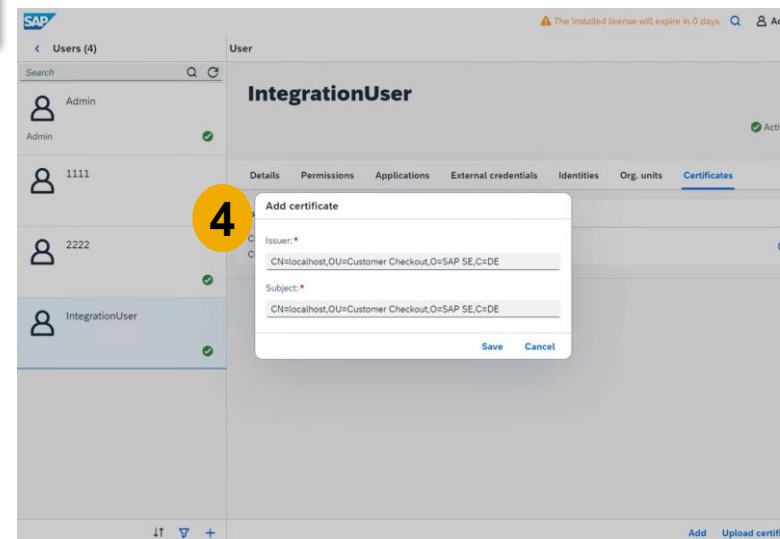 SAP
The installed license will expire in 0 days
Users (4)
User
Search
IntegrationUser
Admin
Admin
1111
Details Permissions Applications External credentials Identities Org. units Certificates
4
Add certificate
Issuer: *
CN=localhost,OU=Customer Checkout,O=SAP SE,C=DE
2222
Subject: *
CN=localhost,OU=Customer Checkout,O=SAP SE,C=DE
IntegrationUser
Save Cancel
Add Upload